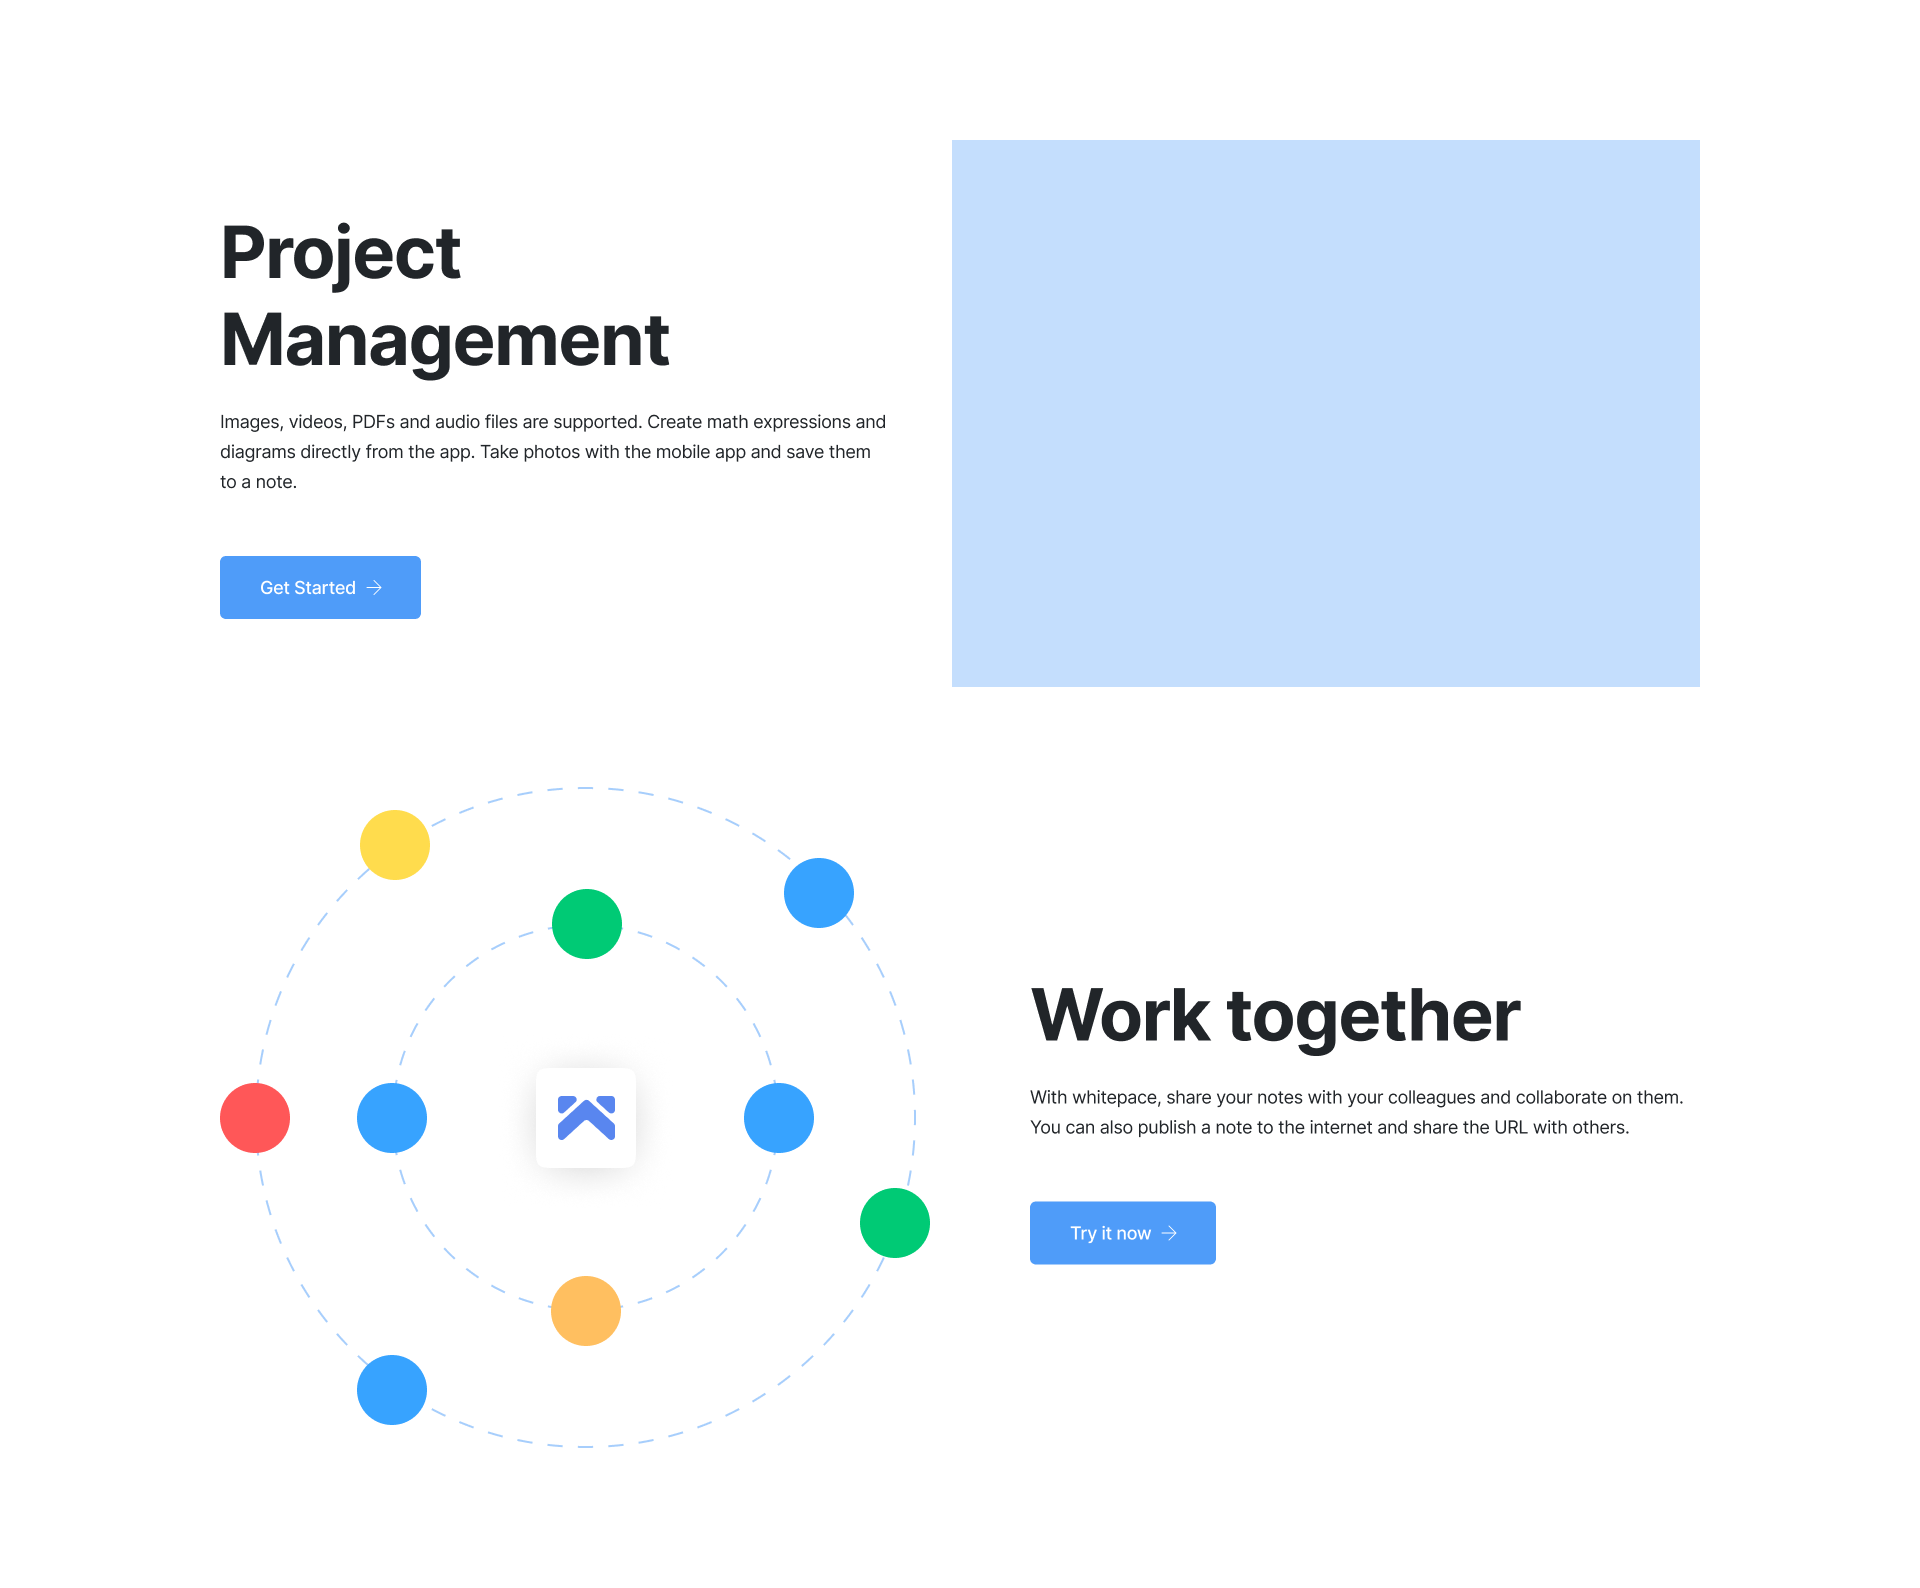 Project
Management
Images, videos, PDFs and audio files are supported. Create math expressions and
diagrams directly from the app. Take photos with the mobile app and save them
to a note.
Get Started
Work together
With whitepace, share your notes with your colleagues and collaborate on them.
You can also publish a note to the internet and share the URL with others.
Try it now